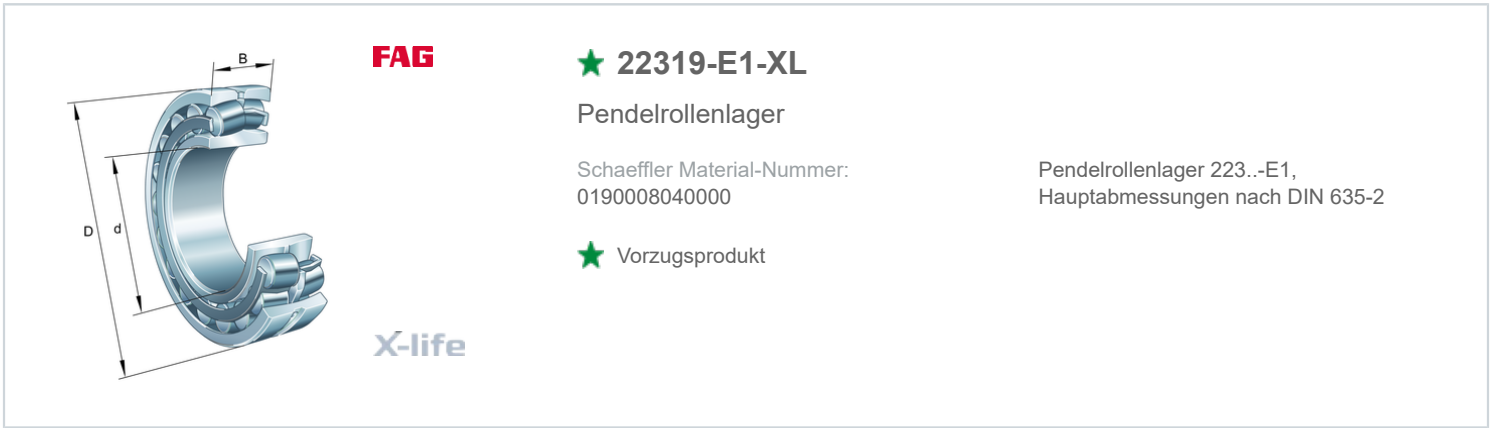 B
D
d
FAG
X-life
22319-E1-XL
Pendelrollenlager
Schaeffler Material-Nummer:
0190008040000
Vorzugsprodukt
Pendelrollenlager 223..-E1,
Hauptabmessungen nach DIN 635-2